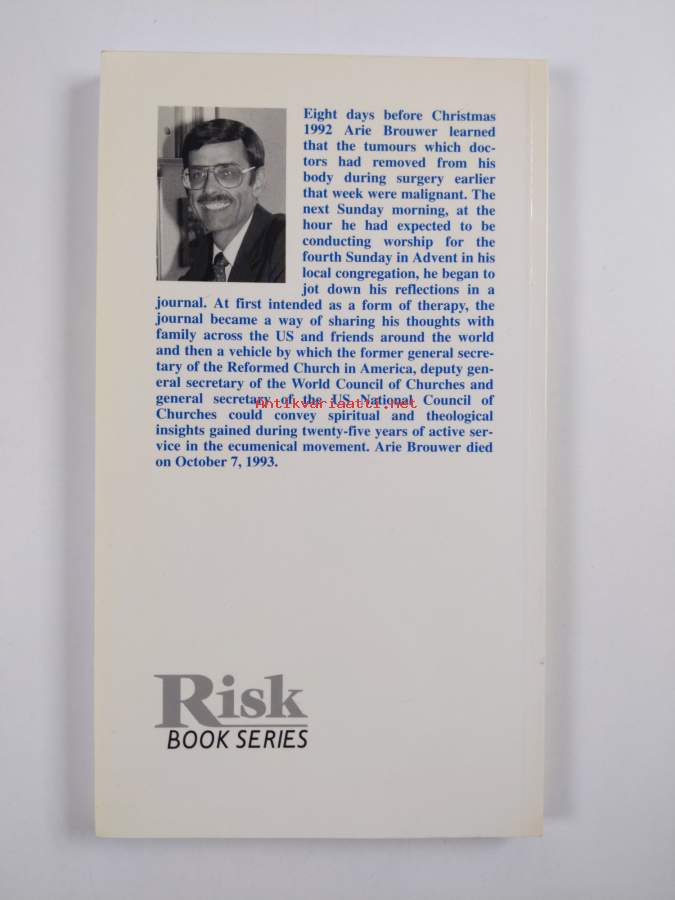 Eight days before Christmas
1992 Arie Brouwer learned
that the tumours which doc-
tors had removed from his
body during surgery earlier
that week were malignant. The
next Sunday morning, at the
hour he had expected to be
conducting worship for the
fourth Sunday in Advent in his
local congregation, he began to
jot down his reflections in a
journal. At first intended as a form of therapy, the
journal became a way of sharing his thoughts with
family across the US and friends around the world
and then a vehicle by which the former general secre-
tary of the Reformed Church in America, deputy gen-
eral secretary of the World Council of Churches and
general secretary of the US National Council of
Antikvariaatti.net
Churches could convey spiritual and theological
insights gained during twenty-five years of active ser-
vice in the ecumenical movement. Arie Brouwer died
on October 7, 1993.
Risk
BOOK SERIES